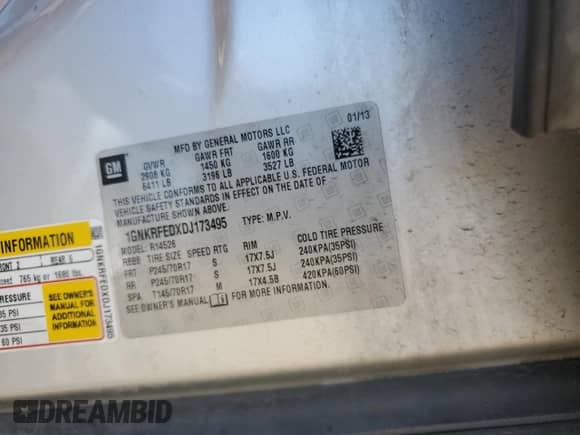 MFD BY GENERAL MOTORS LLC
01/13
GM
GVWR GAWR FRT GAWR RR
2908 KG 1450 KG 1600 KG
6411 LB 3196 LB 3527 LB
THIS VEHICLE CONFORMS TO ALL APPLICABLE U.S. FEDERAL MOTOR
VEHICLE SAFETY STANDARDS IN EFFECT ON THE DATE OF
MANUFACTURE SHOWN ABOVE.
1GNKRFEDXDJ173495 TYPE: M.P.V.
MODEL: R14526
TIRE SIZE SPEED RTG RIM COLD TIRE PRESSURE
FRT P245/70R17 S 17X7.5J 240KPA(35PSI)
RR P245/70R17 S 17X7.5J 240KPA(35PSI)
SPA T145/70R17 M 17X4.5B 420KPA(60PSI)
SEE OWNER'S MANUAL FOR MORE INFORMATION.
INFORMATION
FRONT 2 REAR 5
765 kg or 1686 lbs.
PRESSURE
35 PSI
35 PSI
60 PSI
SEE OWNER'S
MANUAL FOR
ADDITIONAL
INFORMATION
1GNKRFEDXDJ173495
DREAMBID